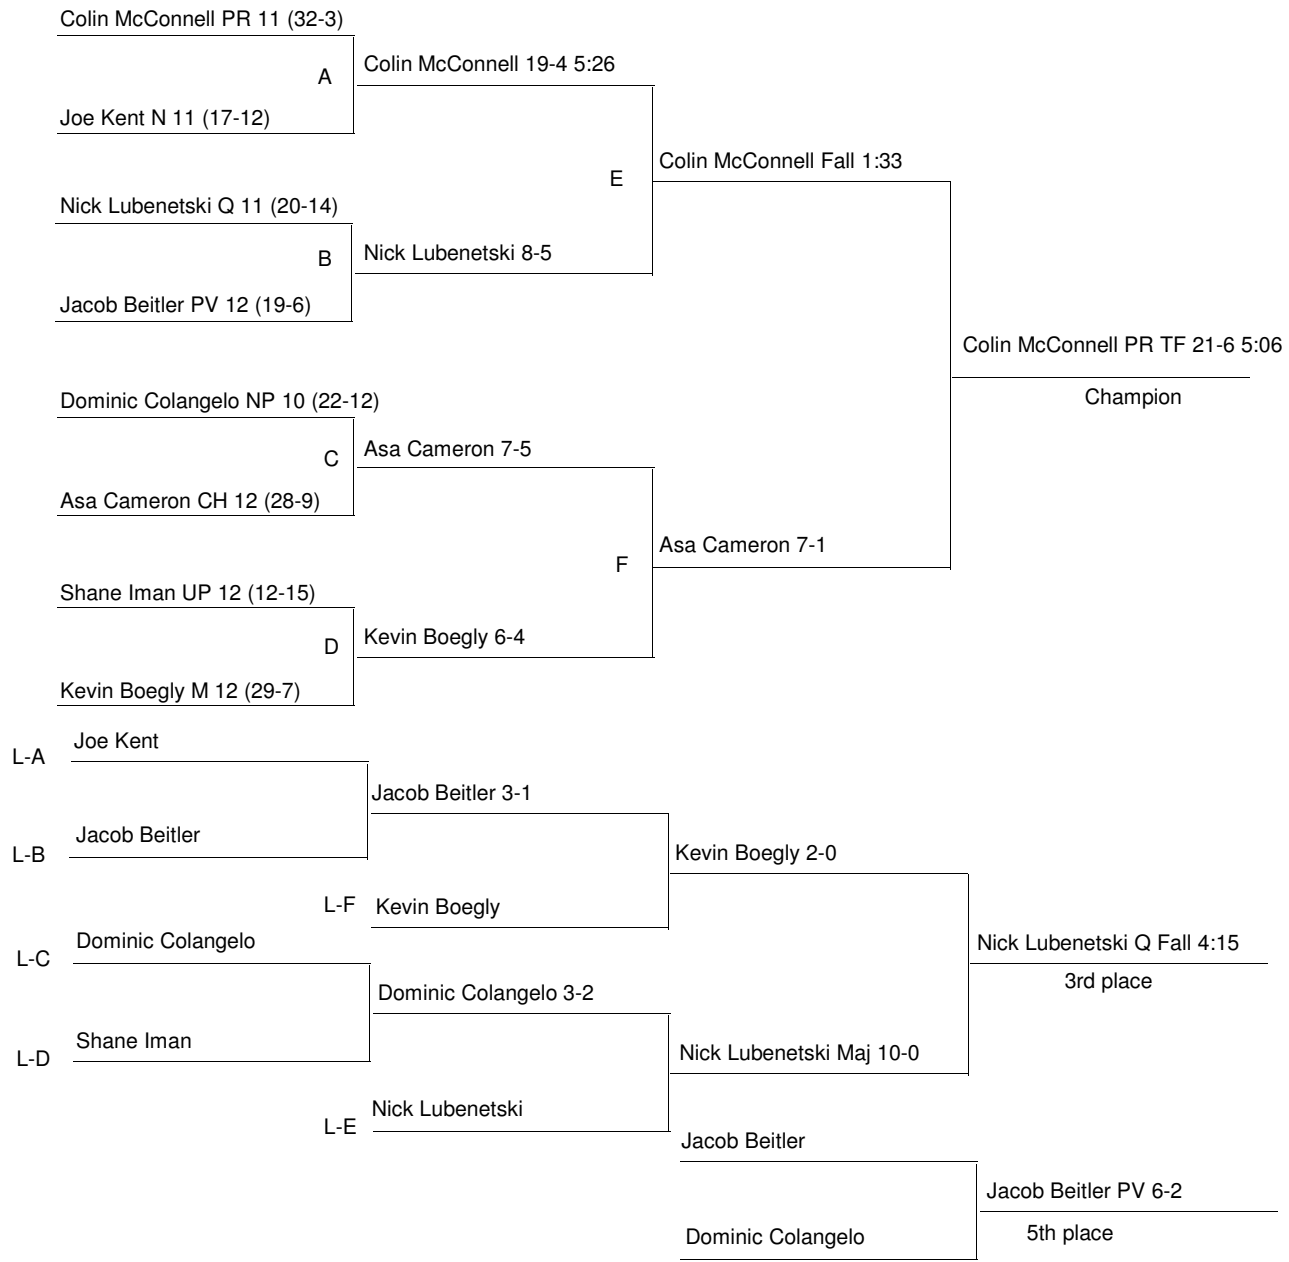 Colin McConnell PR 11 (32-3)
A
Colin McConnell 19-4 5:26
Joe Kent N 11 (17-12)
E
Colin McConnell Fall 1:33
Nick Lubenetski Q 11 (20-14)
B
Nick Lubenetski 8-5
Jacob Beitler PV 12 (19-6)
Colin McConnell PR TF 21-6 5:06
Champion
Dominic Colangelo NP 10 (22-12)
C
Asa Cameron 7-5
Asa Cameron CH 12 (28-9)
F
Asa Cameron 7-1
Shane Iman UP 12 (12-15)
D
Kevin Boegly 6-4
Kevin Boegly M 12 (29-7)
L-A
Joe Kent
Jacob Beitler 3-1
L-B
Jacob Beitler
Kevin Boegly 2-0
L-F
Kevin Boegly
L-C
Dominic Colangelo
Nick Lubenetski Q Fall 4:15
3rd place
Dominic Colangelo 3-2
L-D
Shane Iman
Nick Lubenetski Maj 10-0
L-E
Nick Lubenetski
Jacob Beitler
Jacob Beitler PV 6-2
5th place
Dominic Colangelo